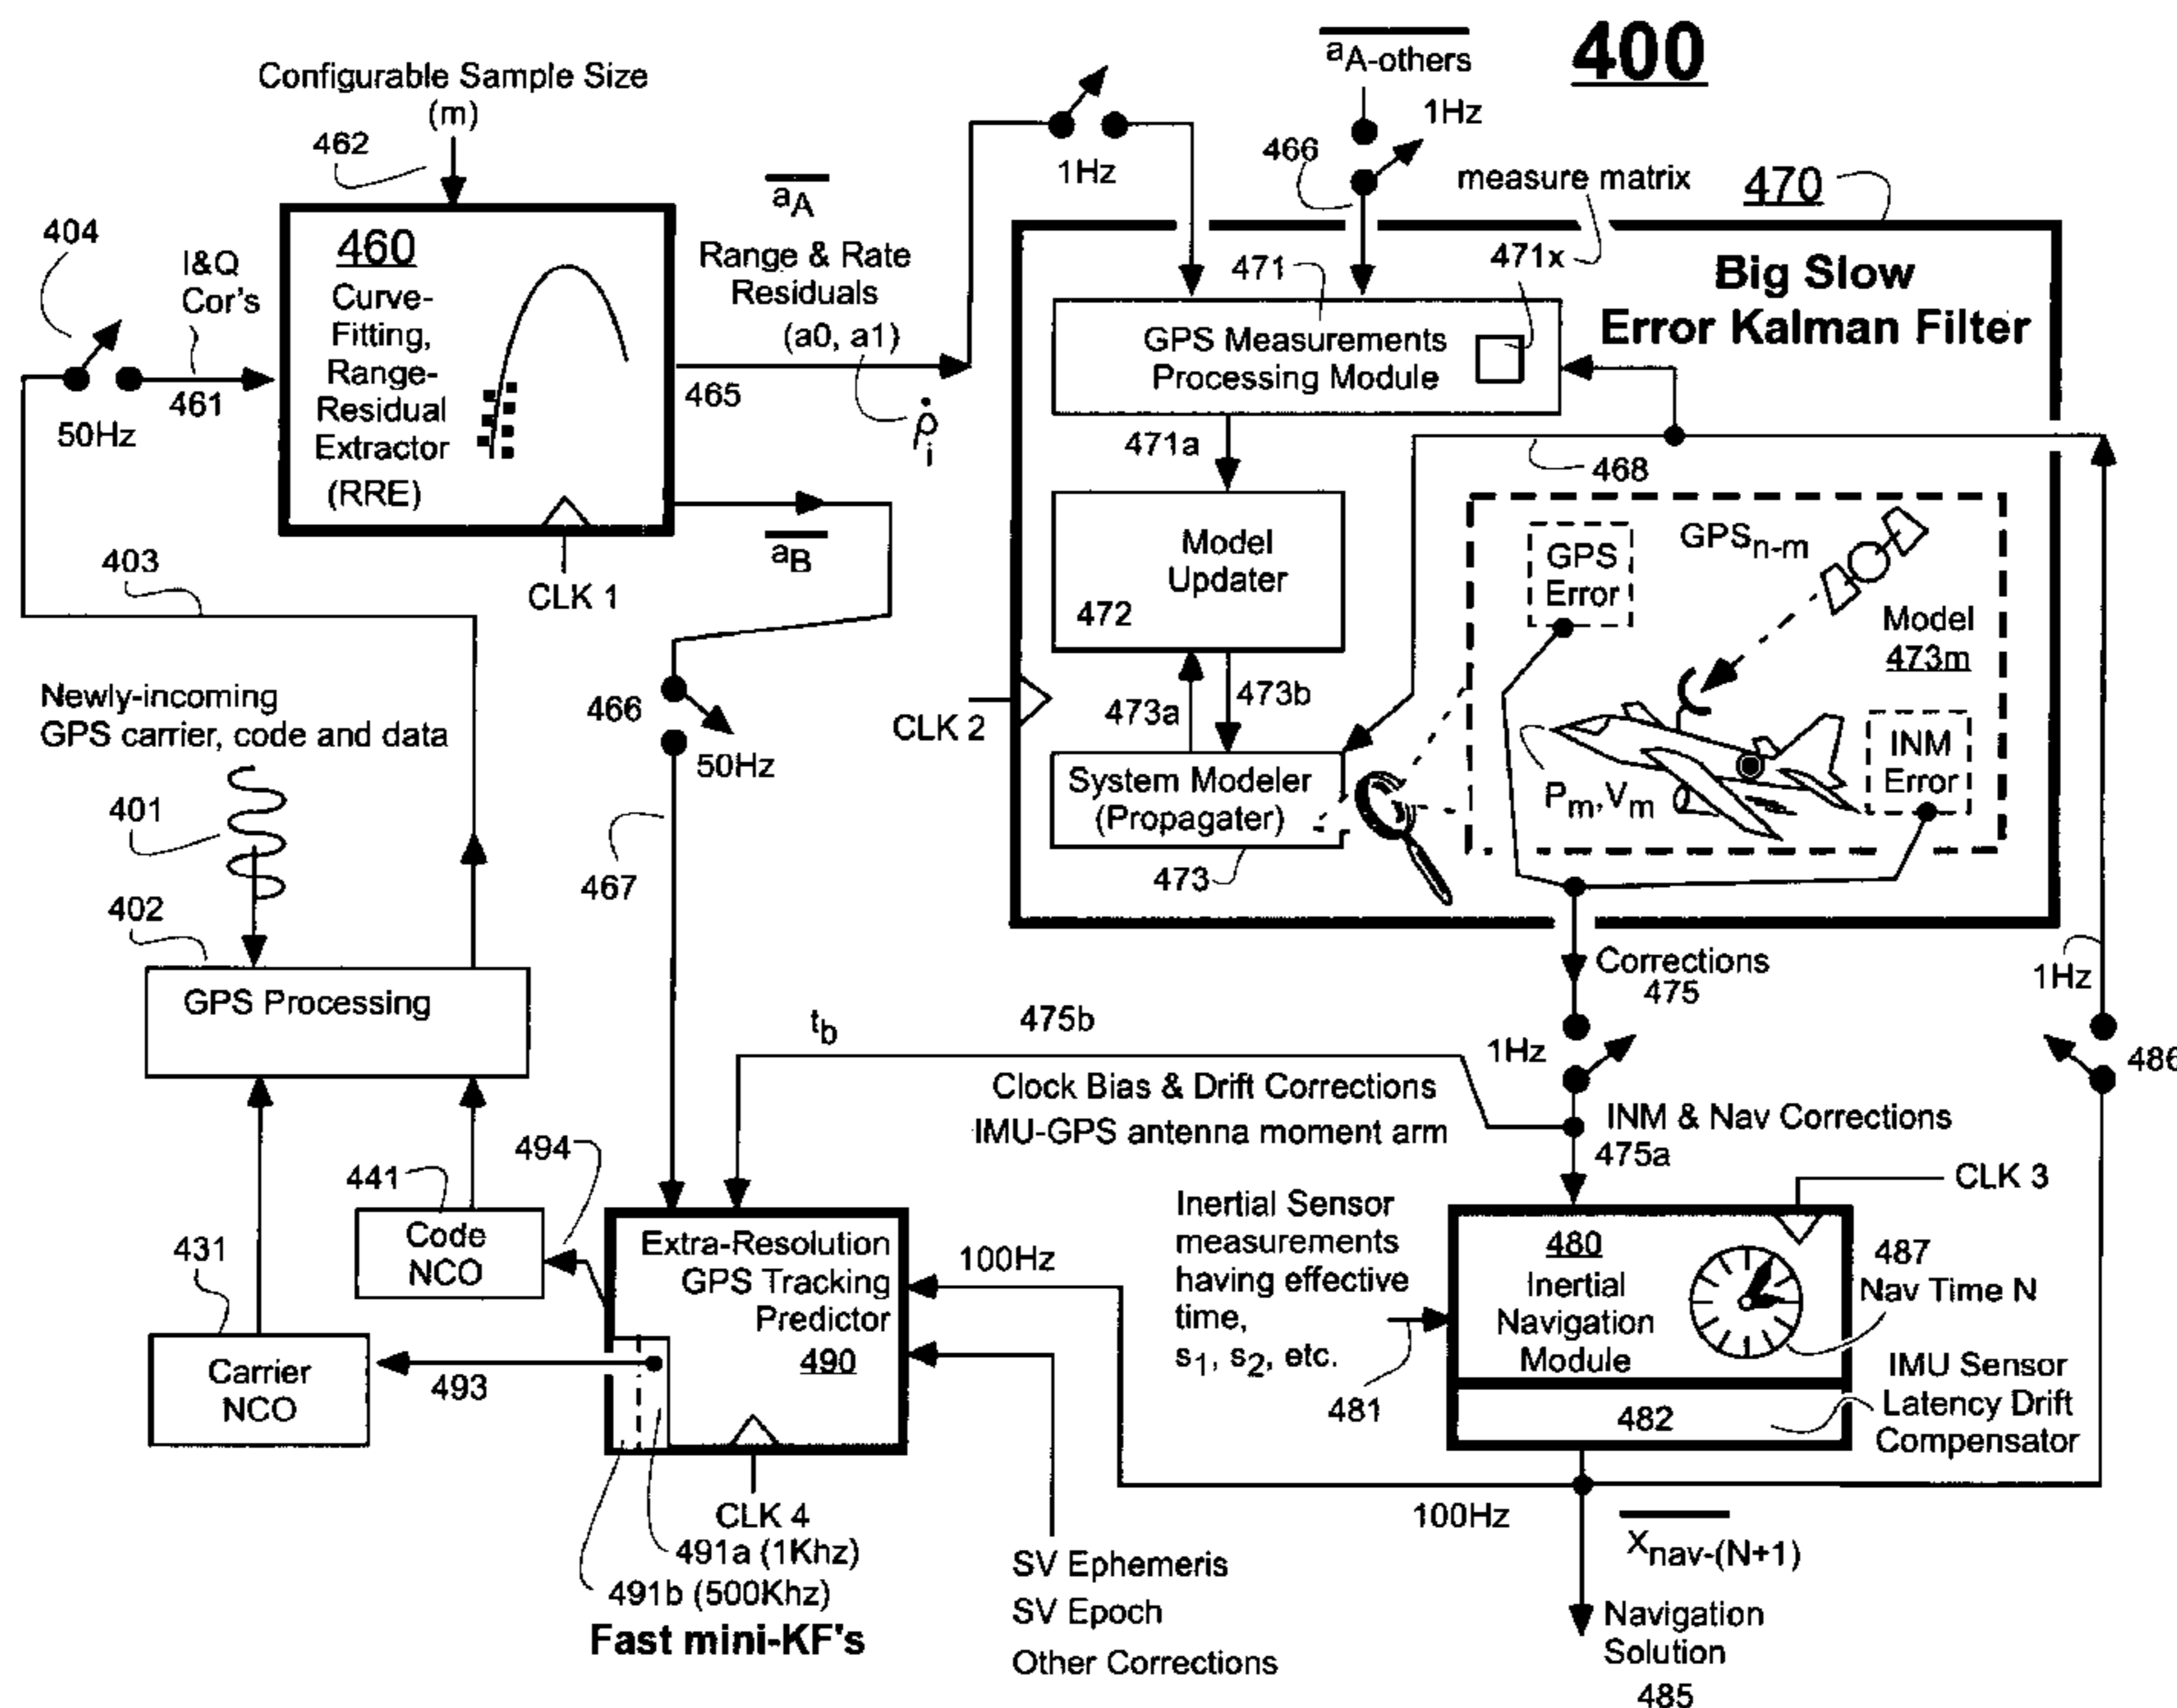 400
Configurable Sample Size
(m)
462
404
I&Q
Cor's
461
50Hz
460
Curve-
Fitting,
Range-
Residual
Extractor
(RRE)
CLK 1
aA
Range & Rate
Residuals
(a0, a1)
465
ρ̇i
aB
1Hz
aA-others
1Hz
466
measure matrix
470
471
471x
Big Slow
Error Kalman Filter
GPS Measurements
Processing Module
471a
468
Model
Updater
472
473a
473b
CLK 2
System Modeler
(Propagater)
473
GPS
Error
GPSn-m
Model
473m
INM
Error
Pm,Vm
403
Newly-incoming
GPS carrier, code and data
401
402
GPS Processing
466
50Hz
467
Corrections
475
1Hz
1Hz
486
tb
475b
Clock Bias & Drift Corrections
IMU-GPS antenna moment arm
INM & Nav Corrections
475a
CLK 3
494
441
Code
NCO
431
Carrier
NCO
493
Extra-Resolution
GPS Tracking
Predictor
490
100Hz
Inertial Sensor
measurements
having effective
time,
s1, s2, etc.
481
480
Inertial
Navigation
Module
487
Nav Time N
482
IMU Sensor
Latency Drift
Compensator
CLK 4
491a (1Khz)
491b (500Khz)
Fast mini-KF's
SV Ephemeris
SV Epoch
Other Corrections
100Hz
Xnav-(N+1)
Navigation
Solution
485